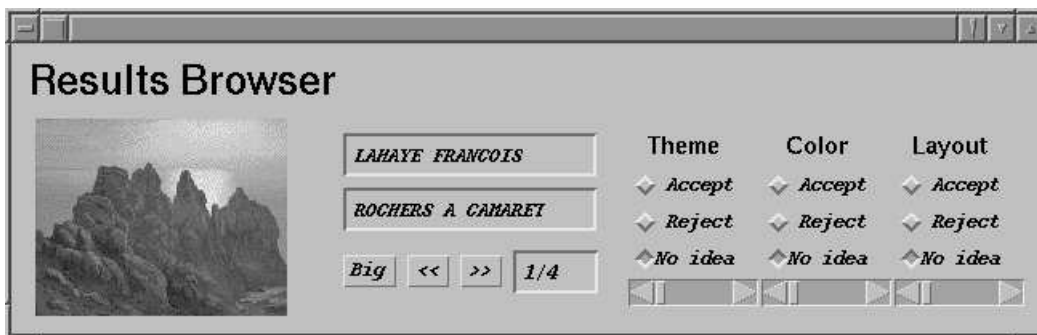 Results Browser
LAHAYE FRANCOIS
ROCHERS A CAMARET
Big << >> 1/4
Theme Color Layout
Accept Accept Accept
Reject Reject Reject
No idea No idea No idea